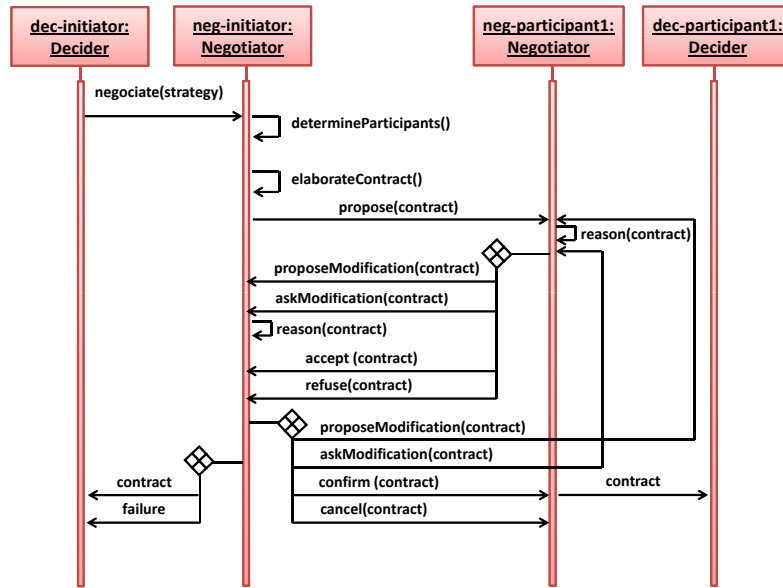 dec-initiator:
Decider
neg-initiator:
Negotiator
neg-participant1:
Negotiator
dec-participant1:
Decider
negociate(strategy)
determineParticipants()
elaborateContract()
propose(contract)
reason(contract)
proposeModification(contract)
askModification(contract)
reason(contract)
accept (contract)
refuse(contract)
proposeModification(contract)
askModification(contract)
contract
confirm (contract)
contract
failure
cancel(contract)